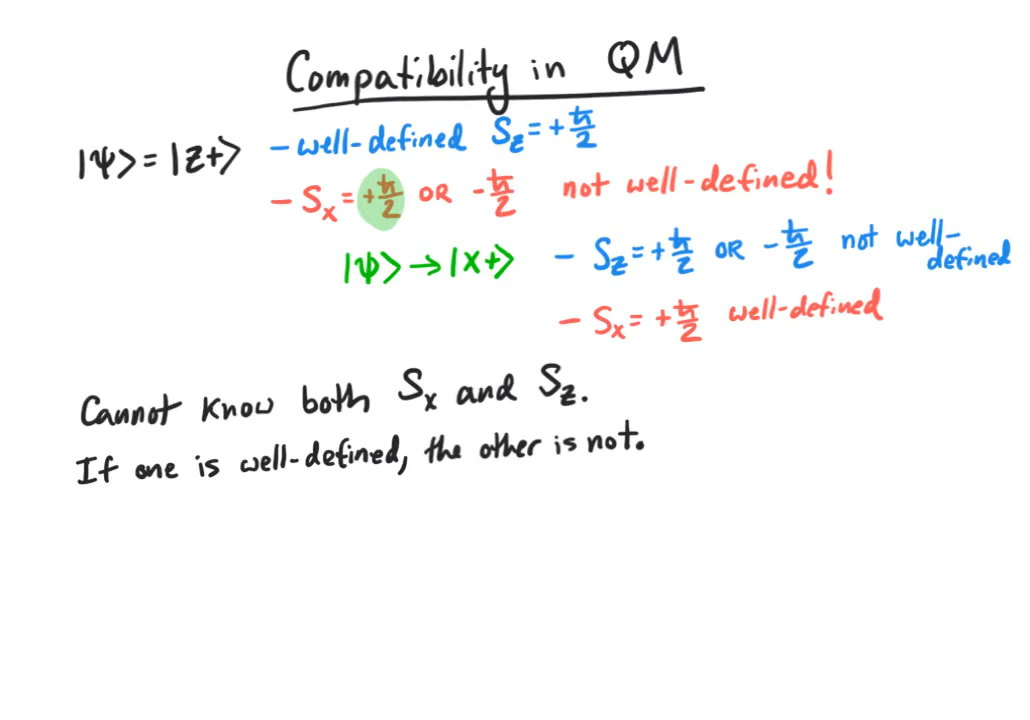 Compatibility in QM
|ψ> = |z+> - well-defined Sz = +ħ/2
- Sx = +ħ/2 OR -ħ/2 not well-defined!
|ψ> → |x+> - Sz = +ħ/2 OR -ħ/2 not well-defined
- Sx = +ħ/2 well-defined
Cannot know both Sx and Sz.
If one is well-defined, the other is not.